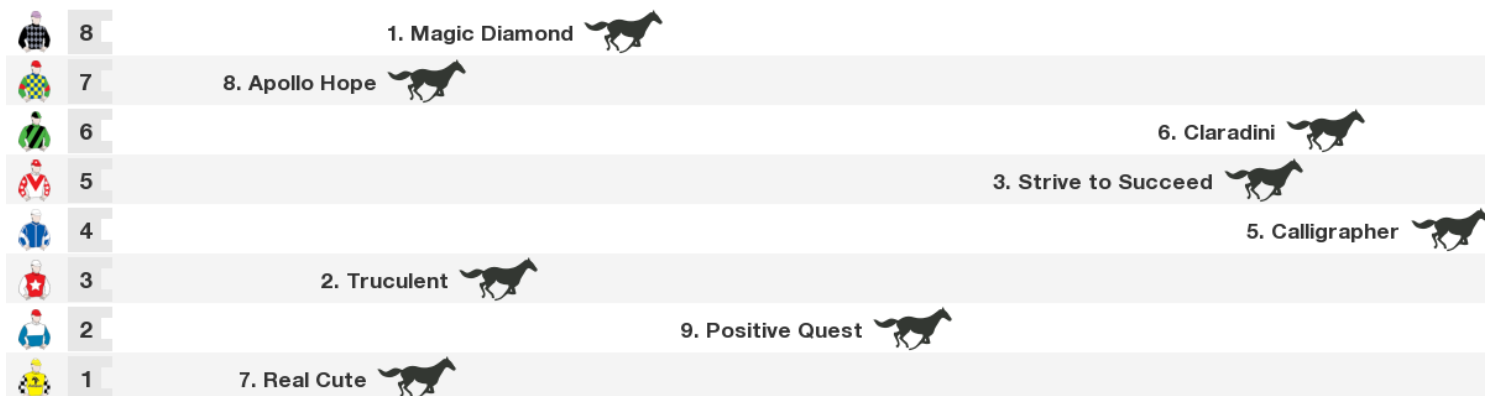 8 1. Magic Diamond
7 8. Apollo Hope
6 6. Claradini
5 3. Strive to Succeed
4 5. Calligrapher
3 2. Truculent
2 9. Positive Quest
1 7. Real Cute